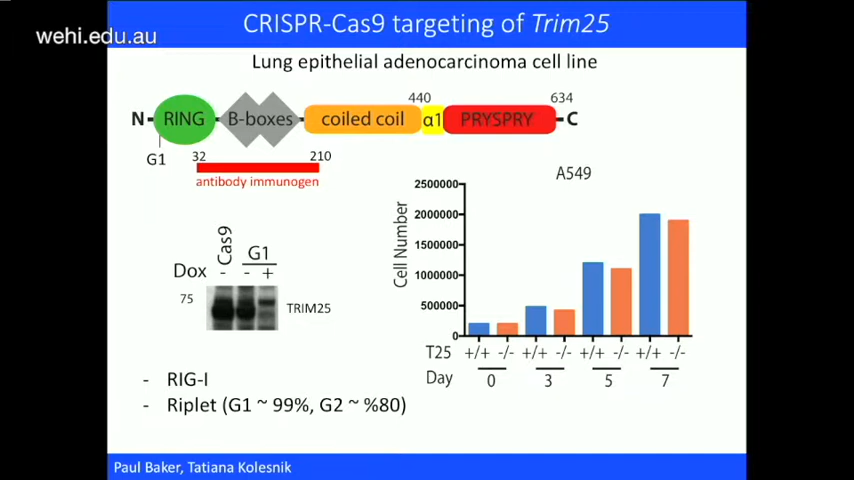 CRISPR-Cas9 targeting of Trim25
wehi.edu.au
Lung epithelial adenocarcinoma cell line
440 634
N RING B-boxes coiled coil α1 PRYSPRY C
G1 32 210
antibody immunogen
A549
2500000
2000000
1500000
1000000
500000
0
Cell Number
T25 +/+ -/- +/+ -/- +/+ -/- +/+ -/-
Day 0 3 5 7
Cas9 G1
Dox - - +
75 TRIM25
- RIG-I
- Riplet (G1 ~ 99%, G2 ~ %80)
Paul Baker, Tatiana Kolesnik